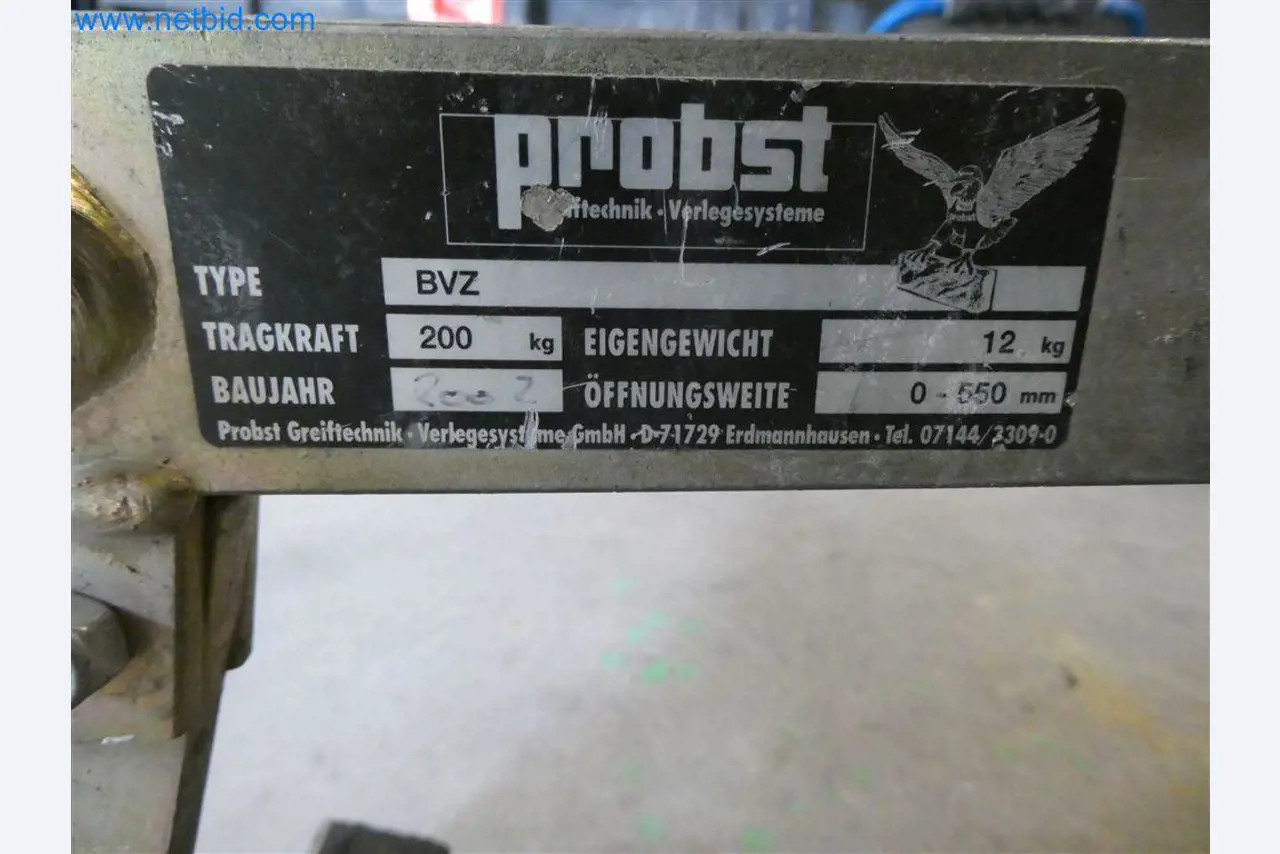 www.netbid.com
probst
Greiftechnik · Verlegesysteme
TYPE BVZ
TRAGKRAFT 200 kg EIGENGEWICHT 12 kg
BAUJAHR 2002 ÖFFNUNGSWEITE 0 - 550 mm
Probst Greiftechnik · Verlegesysteme GmbH · D-71729 Erdmannhausen · Tel. 07144/3309-0